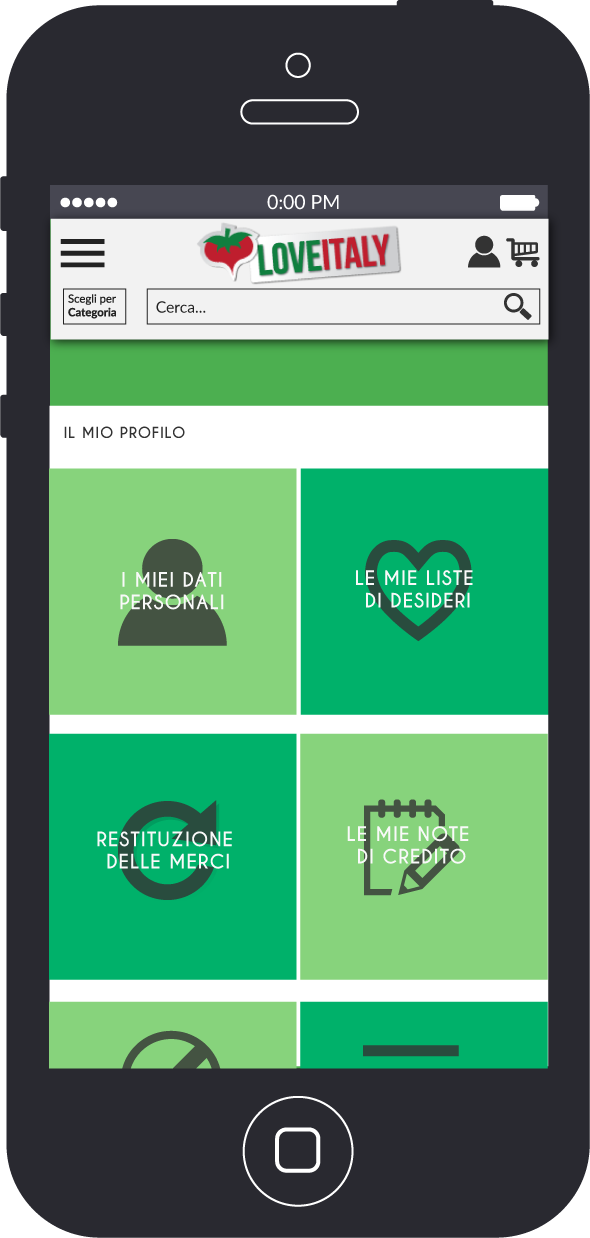 0:00 PM
LOVEITALY
Scegli per
Categoria
Cerca...
IL MIO PROFILO
I MIEI DATI
PERSONALI
LE MIE LISTE
DI DESIDERI
RESTITUZIONE
DELLE MERCI
LE MIE NOTE
DI CREDITO